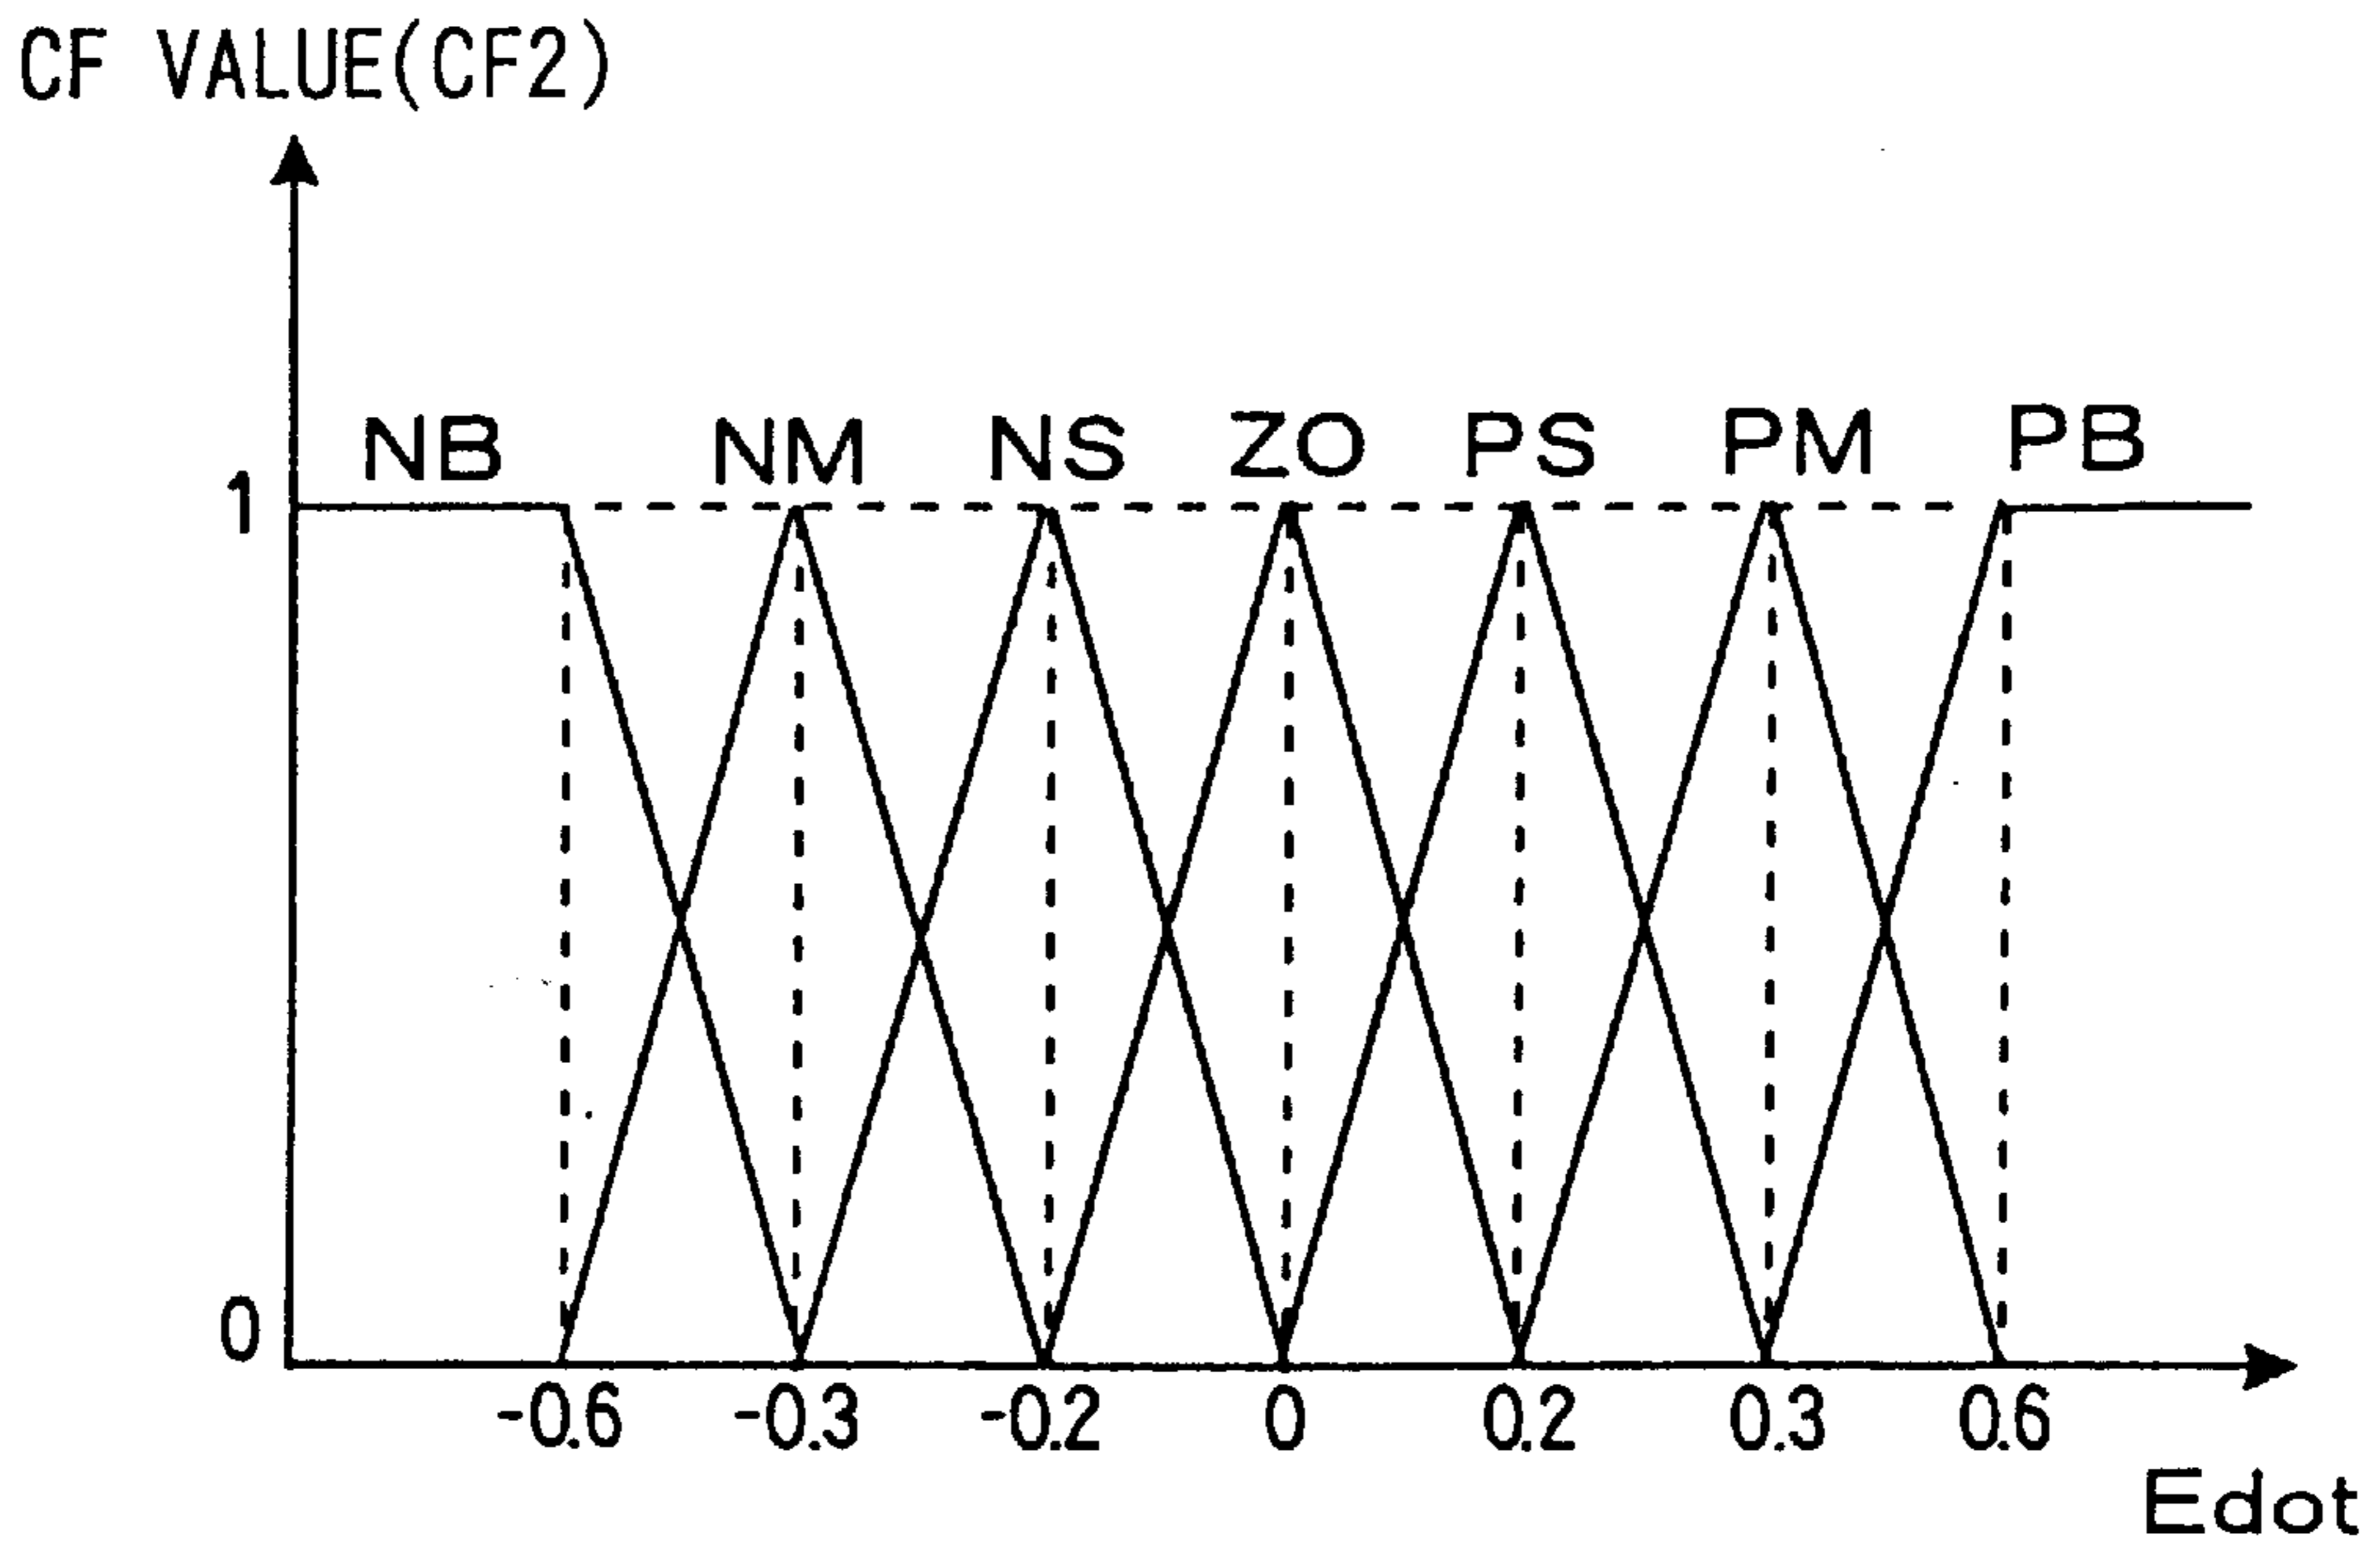 CF VALUE(CF2)
NB NM NS ZO PS PM PB
1
0
-0.6 -0.3 -0.2 0 0.2 0.3 0.6
Edot